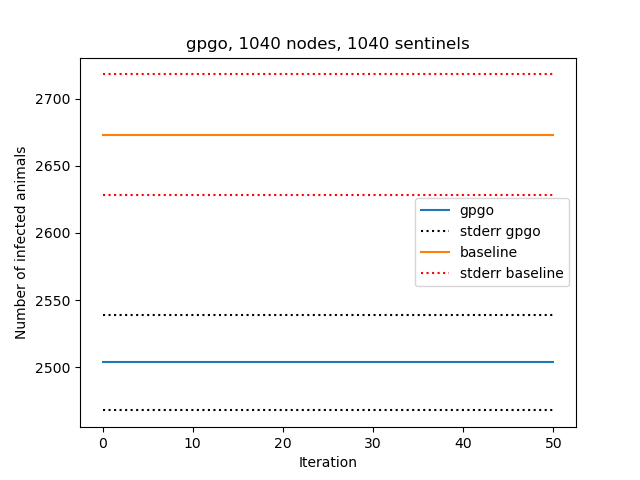 gpgo, 1040 nodes, 1040 sentinels
Number of infected animals
2700
2650
2600
2550
2500
gpgo
stderr gpgo
baseline
stderr baseline
0 10 20 30 40 50
Iteration